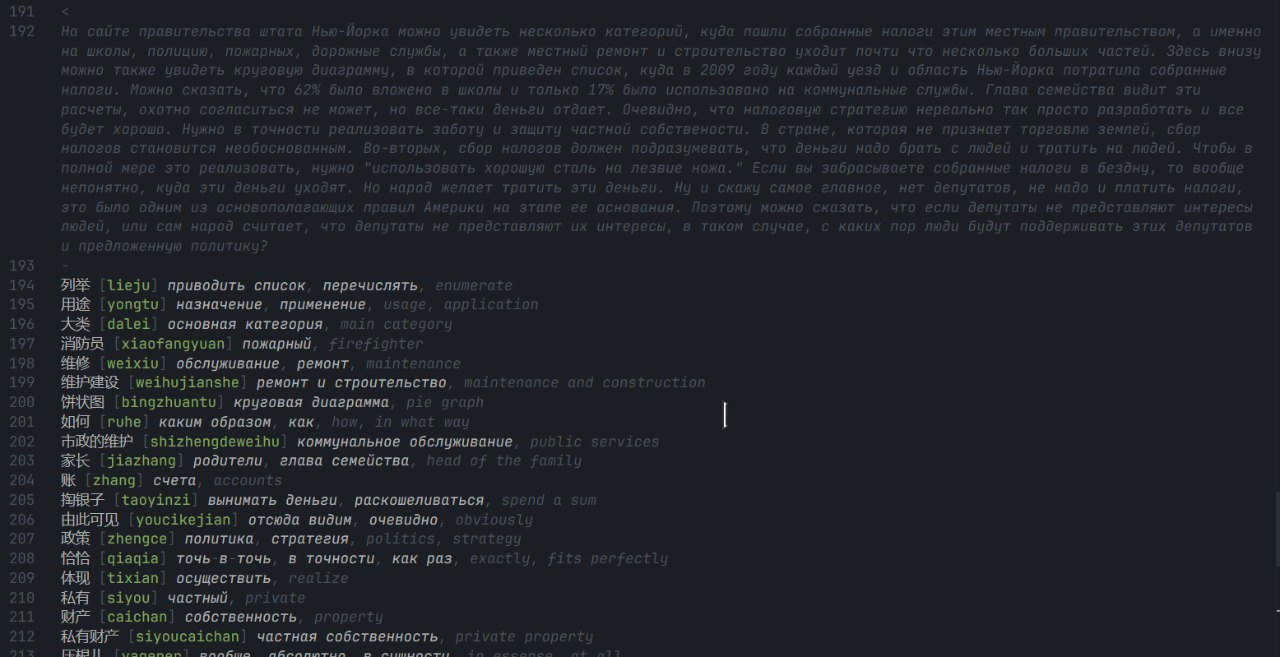 191 <
192 На сайте правительства штата Нью-Йорка можно увидеть несколько категорий, куда пошли собранные налоги этим местным правительством, а именно
на школы, полицию, пожарных, дорожные службы, а также местный ремонт и строительство уходит почти что несколько больших частей. Здесь внизу
можно также увидеть круговую диаграмму, в которой приведен список, куда в 2009 году каждый уезд и область Нью-Йорка потратила собранные
налоги. Можно сказать, что 62% было вложено в школы и только 17% было использовано на коммунальные службы. Глава семейства видит эти
расчеты, охотно согласиться не может, но все-таки деньги отдает. Очевидно, что налоговую стратегию нереально так просто разработать и все
будет хорошо. Нужно в точности реализовать заботу и защиту частной собствености. В стране, которая не признает торговлю землей, сбор
налогов становится необоснованным. Во-вторых, сбор налогов должен подразумевать, что деньги надо брать с людей и тратить на людей. Чтобы в
полной мере это реализовать, нужно "использовать хорошую сталь на лезвие ножа." Если вы забрасываете собранные налоги в бездну, то вообще
непонятно, куда эти деньги уходят. Но народ желает тратить эти деньги. Ну и скажу самое главное, нет депутатов, не надо и платить налоги,
это было одним из основополагающих правил Америки на этапе ее основания. Поэтому можно сказать, что если депутаты не представляют интересы
людей, или сам народ считает, что депутаты не представляют их интересы, в таком случае, с каких пор люди будут поддерживать этих депутатов
и предложенную политику?
193 -
194 列举 [lieju] приводить список, перечислять, enumerate
195 用途 [yongtu] назначение, применение, usage, application
196 大类 [dalei] основная категория, main category
197 消防员 [xiaofangyuan] пожарный, firefighter
198 维修 [weixiu] обслуживание, ремонт, maintenance
199 维护建设 [weihujianshe] ремонт и строительство, maintenance and construction
200 饼状图 [bingzhuantu] круговая диаграмма, pie graph
201 如何 [ruhe] каким образом, как, how, in what way
202 市政的维护 [shizhengdeweihu] коммунальное обслуживание, public services
203 家长 [jiazhang] родители, глава семейства, head of the family
204 账 [zhang] счета, accounts
205 掏银子 [taoyinzi] вынимать деньги, раскошеливаться, spend a sum
206 由此可见 [youcikejian] отсюда видим, очевидно, obviously
207 政策 [zhengce] политика, стратегия, politics, strategy
208 恰恰 [qiaqia] точь-в-точь, в точности, как раз, exactly, fits perfectly
209 体现 [tixian] осуществить, realize
210 私有 [siyou] частный, private
211 财产 [caichan] собственность, property
212 私有财产 [siyoucaichan] частная собственность, private property
213 压根儿 [yagener] вообще, абсолютно, в сущности, in essence, at all